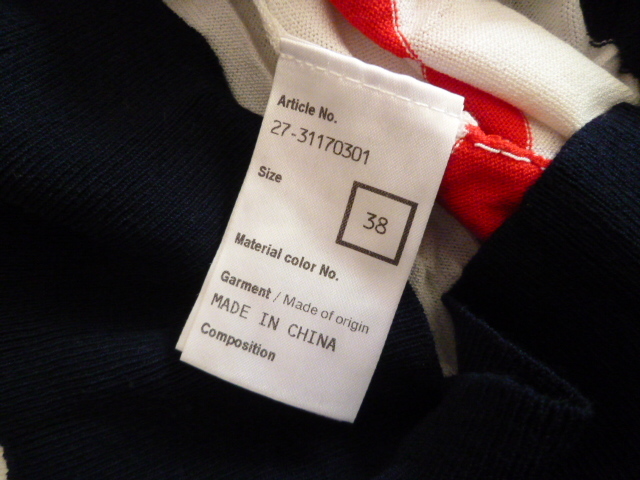 Article No.
27-31170301
Size
38
Material color No.
Garment / Made of origin
MADE IN CHINA
Composition